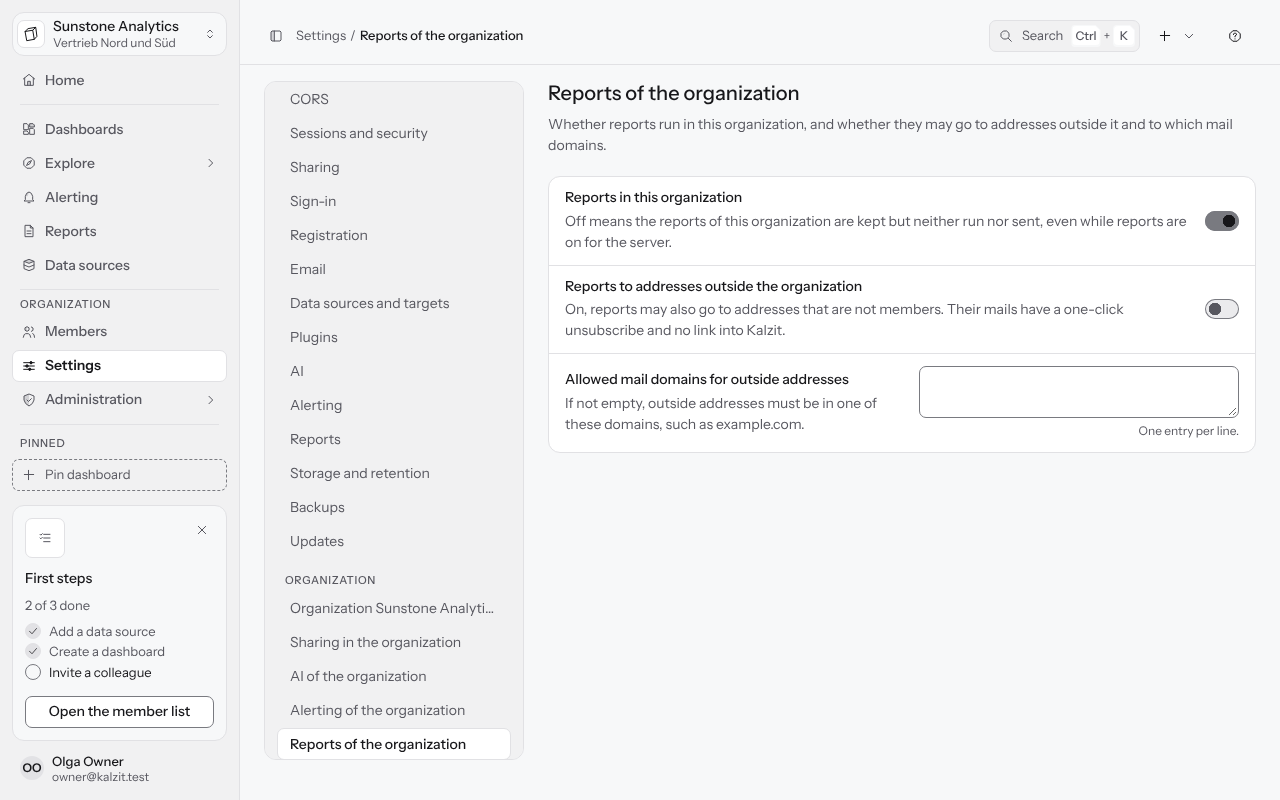 Sunstone Analytics
Vertrieb Nord und Süd
Home
Dashboards
Explore
Alerting
Reports
Data sources
ORGANIZATION
Members
Settings
Administration
PINNED
Pin dashboard
First steps
2 of 3 done
Add a data source
Create a dashboard
Invite a colleague
Open the member list
OO
Olga Owner
owner@kalzit.test
Settings / Reports of the organization
Search Ctrl + K
CORS
Sessions and security
Sharing
Sign-in
Registration
Email
Data sources and targets
Plugins
AI
Alerting
Reports
Storage and retention
Backups
Updates
ORGANIZATION
Organization Sunstone Analyti...
Sharing in the organization
AI of the organization
Alerting of the organization
Reports of the organization
Reports of the organization
Whether reports run in this organization, and whether they may go to addresses outside it and to which mail
domains.
Reports in this organization
Off means the reports of this organization are kept but neither run nor sent, even while reports are
on for the server.
Reports to addresses outside the organization
On, reports may also go to addresses that are not members. Their mails have a one-click
unsubscribe and no link into Kalzit.
Allowed mail domains for outside addresses
If not empty, outside addresses must be in one of
these domains, such as example.com.
One entry per line.